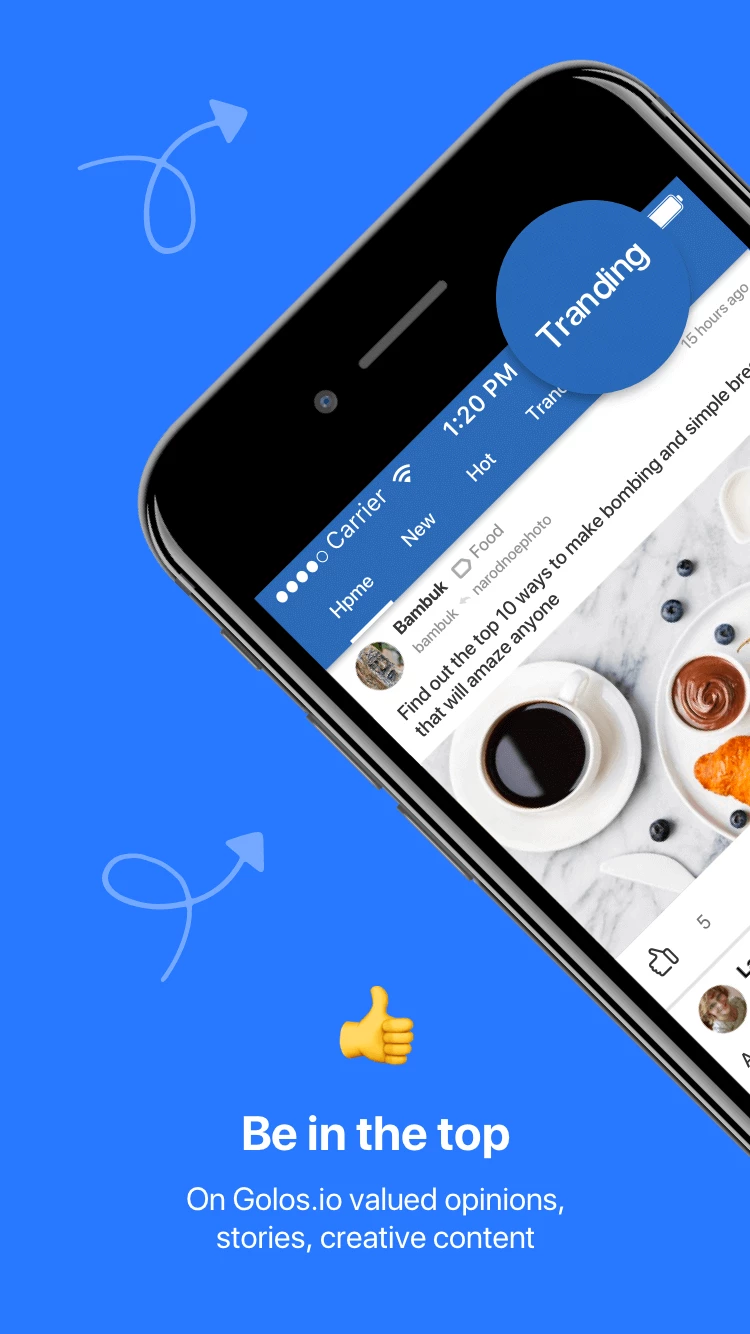 Tranding
Carrier 1:20 PM
Hpme New Hot
Bambuk Food
15 hours ago
bambuk narodnoephoto
Find out the top 10 ways to make bombing and simple
that will amaze anyone
5
Be in the top
On Golos.io valued opinions,
stories, creative content